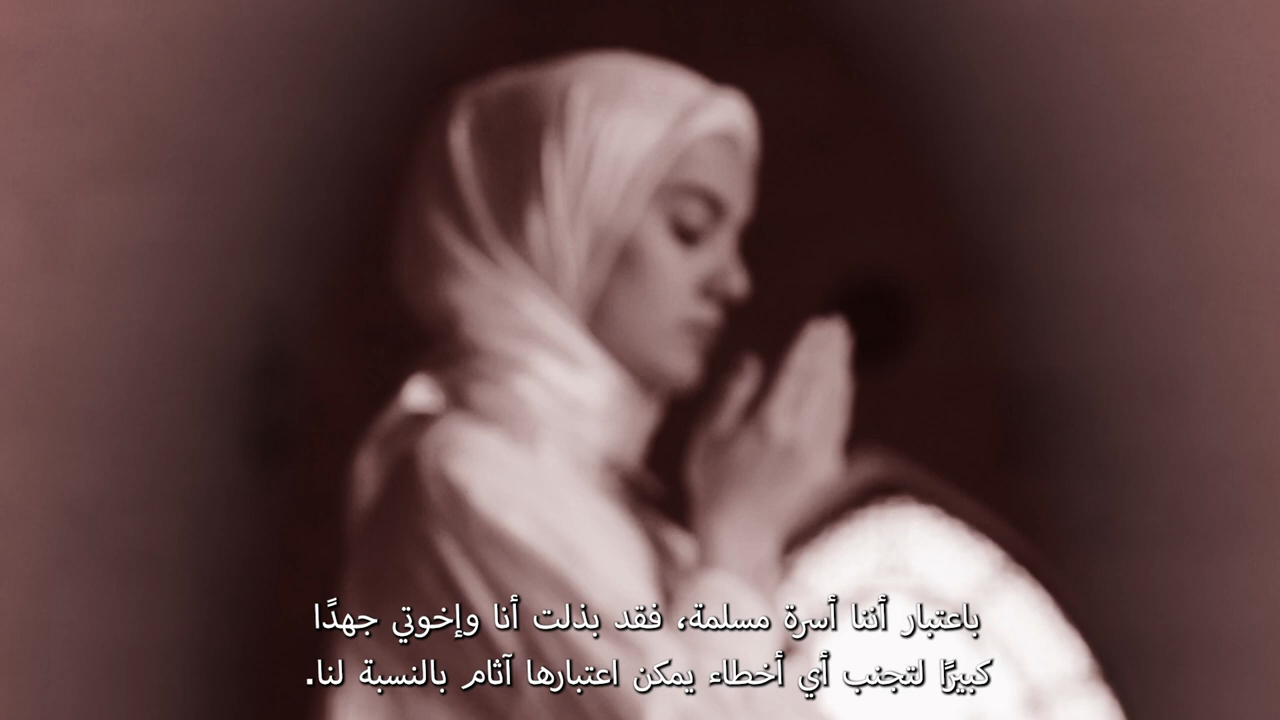 باعتبار أننا أسرة مسلمة، فقد بذلت أنا وإخوتي جهدًا
كبيرًا لتجنب أي أخطاء يمكن اعتبارها آثام بالنسبة لنا.